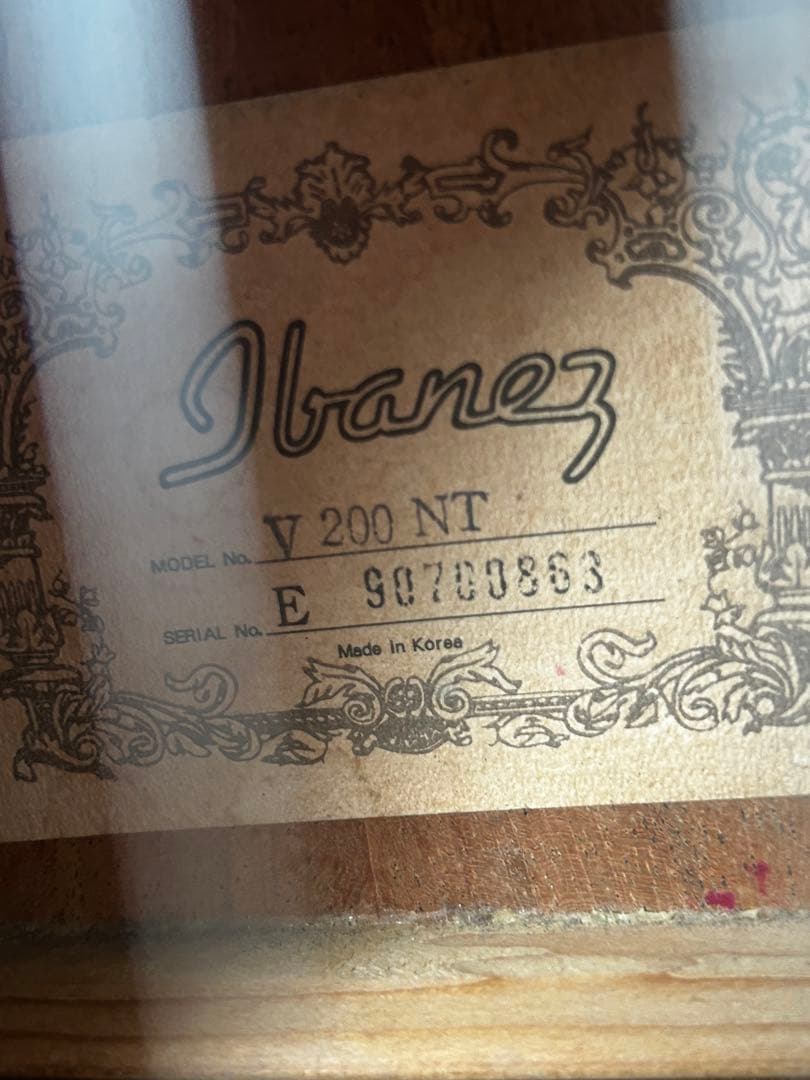 Ibanez
MODEL No. V 200 NT
SERIAL No. E 90700863
Made in Korea